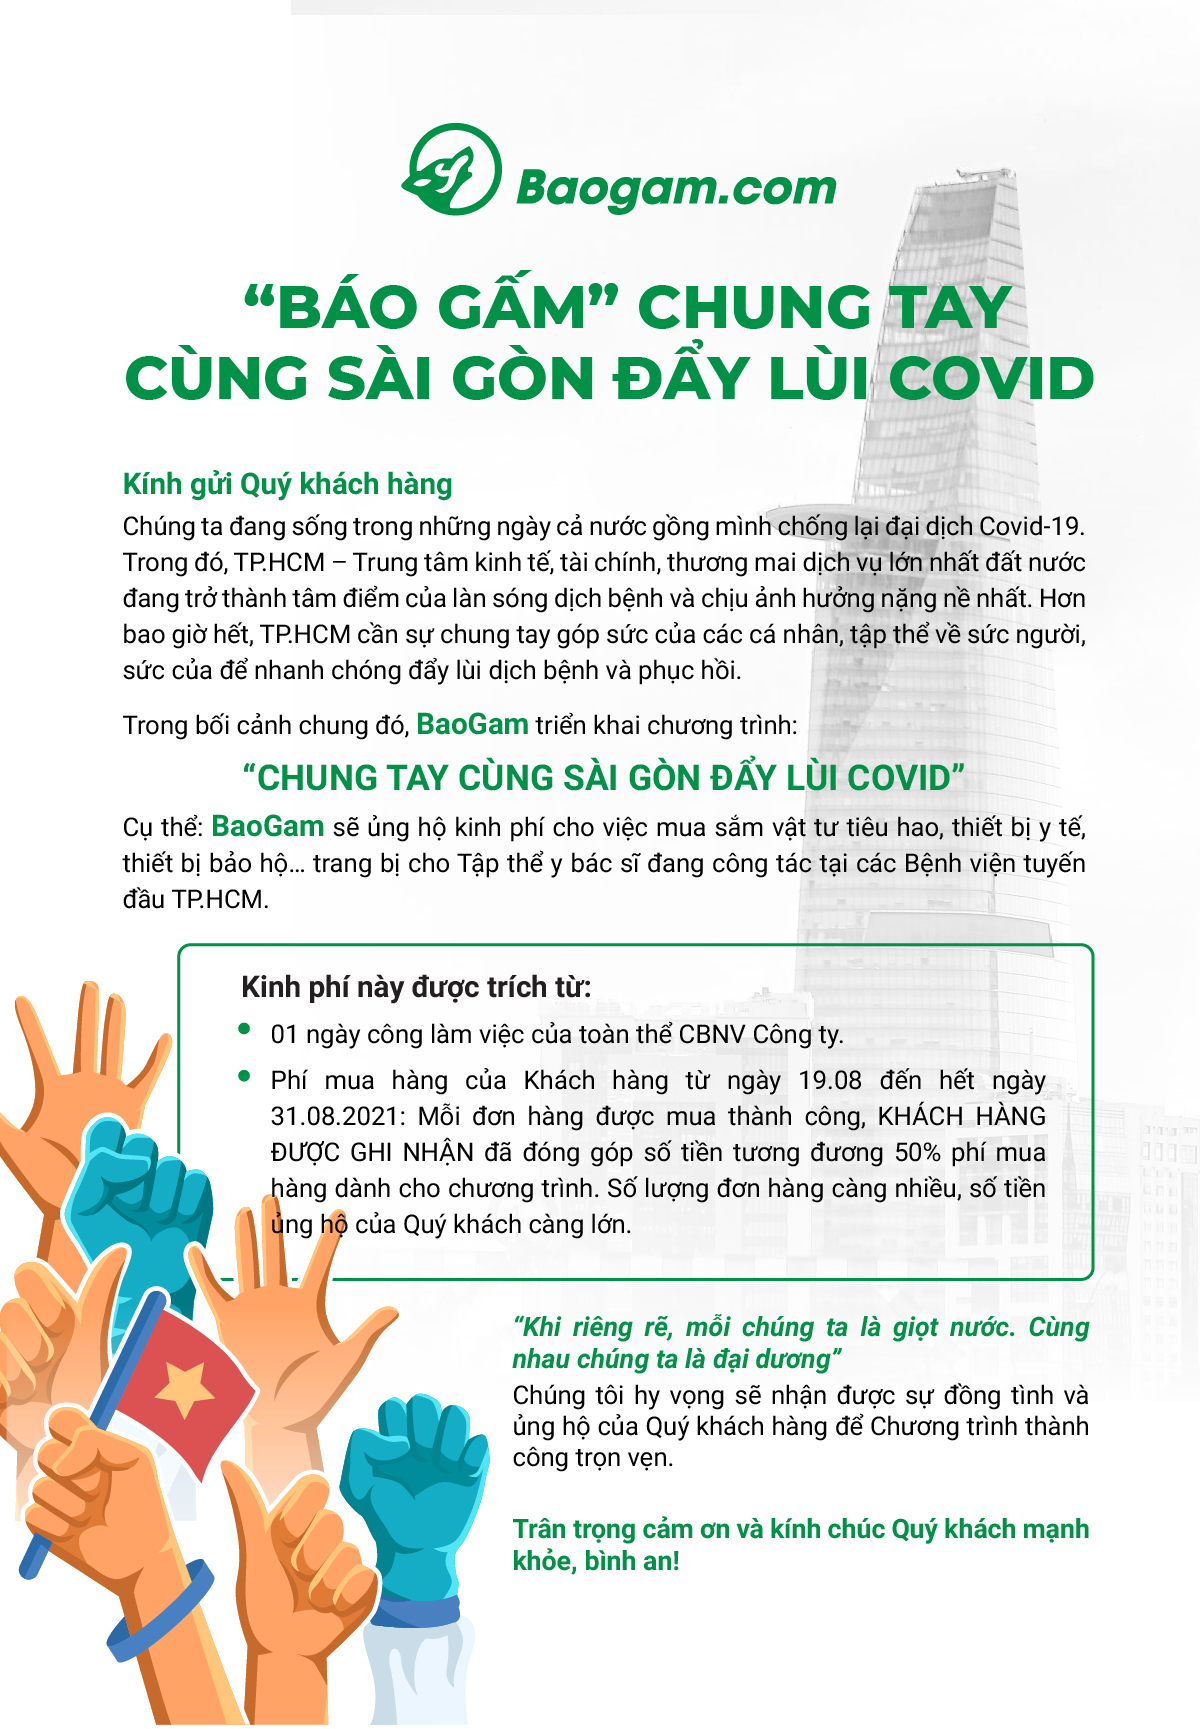 Baogam.com
“BÁO GẤM” CHUNG TAY
CÙNG SÀI GÒN ĐẨY LÙI COVID
Kính gửi Quý khách hàng
Chúng ta đang sống trong những ngày cả nước gồng mình chống lại đại dịch Covid-19.
Trong đó, TP.HCM – Trung tâm kinh tế, tài chính, thương mai dịch vụ lớn nhất đất nước
đang trở thành tâm điểm của làn sóng dịch bệnh và chịu ảnh hưởng nặng nề nhất. Hơn
bao giờ hết, TP.HCM cần sự chung tay góp sức của các cá nhân, tập thể về sức người,
sức của để nhanh chóng đẩy lùi dịch bệnh và phục hồi.
Trong bối cảnh chung đó, BaoGam triển khai chương trình:
“CHUNG TAY CÙNG SÀI GÒN ĐẨY LÙI COVID”
Cụ thể: BaoGam sẽ ủng hộ kinh phí cho việc mua sắm vật tư tiêu hao, thiết bị y tế,
thiết bị bảo hộ... trang bị cho Tập thể y bác sĩ đang công tác tại các Bệnh viện tuyến
đầu TP.HCM.
Kinh phí này được trích từ:
• 01 ngày công làm việc của toàn thể CBNV Công ty.
• Phí mua hàng của Khách hàng từ ngày 19.08 đến hết ngày
31.08.2021: Mỗi đơn hàng được mua thành công, KHÁCH HÀNG
ĐƯỢC GHI NHẬN đã đóng góp số tiền tương đương 50% phí mua
hàng dành cho chương trình. Số lượng đơn hàng càng nhiều, số tiền
ủng hộ của Quý khách càng lớn.
“Khi riêng rẽ, mỗi chúng ta là giọt nước. Cùng
nhau chúng ta là đại dương”
Chúng tôi hy vọng sẽ nhận được sự đồng tình và
ủng hộ của Quý khách hàng để Chương trình thành
công trọn vẹn.
Trân trọng cảm ơn và kính chúc Quý khách mạnh
khỏe, bình an!